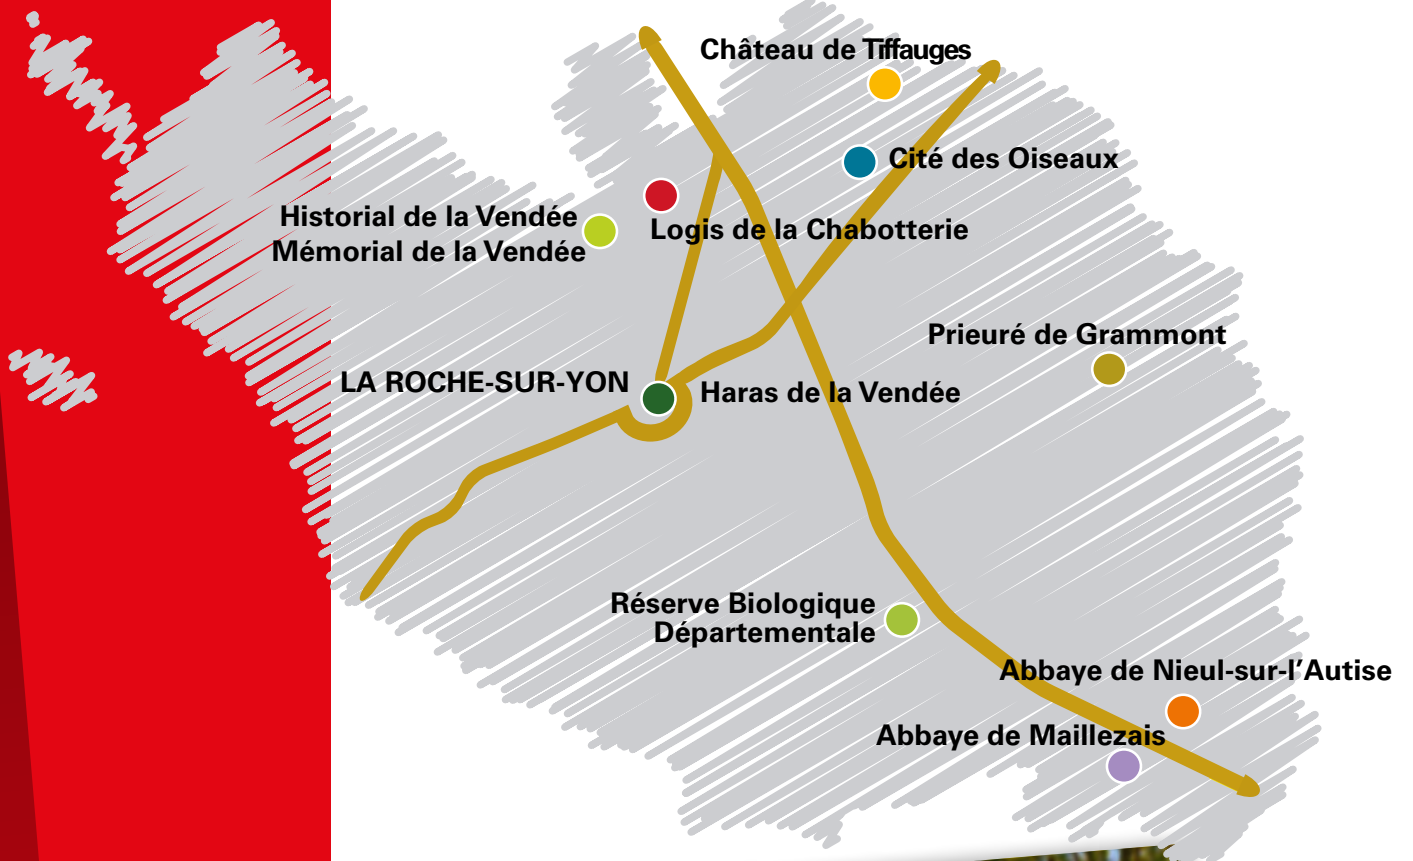 Château de Tiffauges
Cité des Oiseaux
Historial de la Vendée
Mémorial de la Vendée
Logis de la Chabotterie
Prieuré de Grammont
LA ROCHE-SUR-YON
Haras de la Vendée
Réserve Biologique
Départementale
Abbaye de Nieul-sur-l'Autise
Abbaye de Maillezais